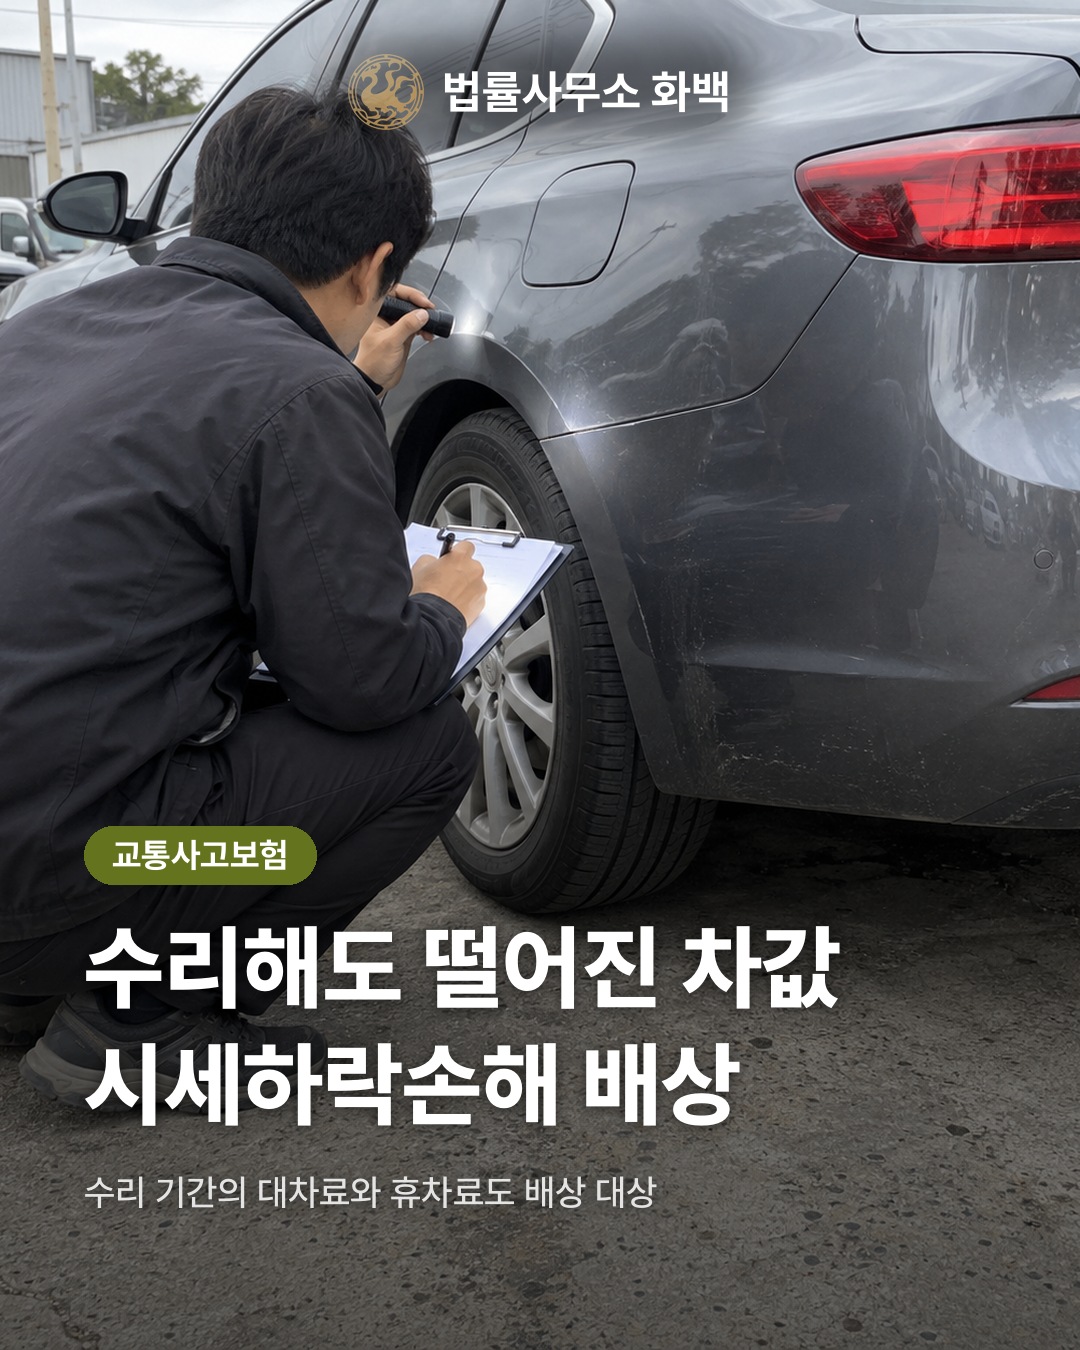 법률사무소 화백
교통사고보험
수리해도 떨어진 차값
시세하락손해 배상
수리 기간의 대차료와 휴차료도 배상 대상